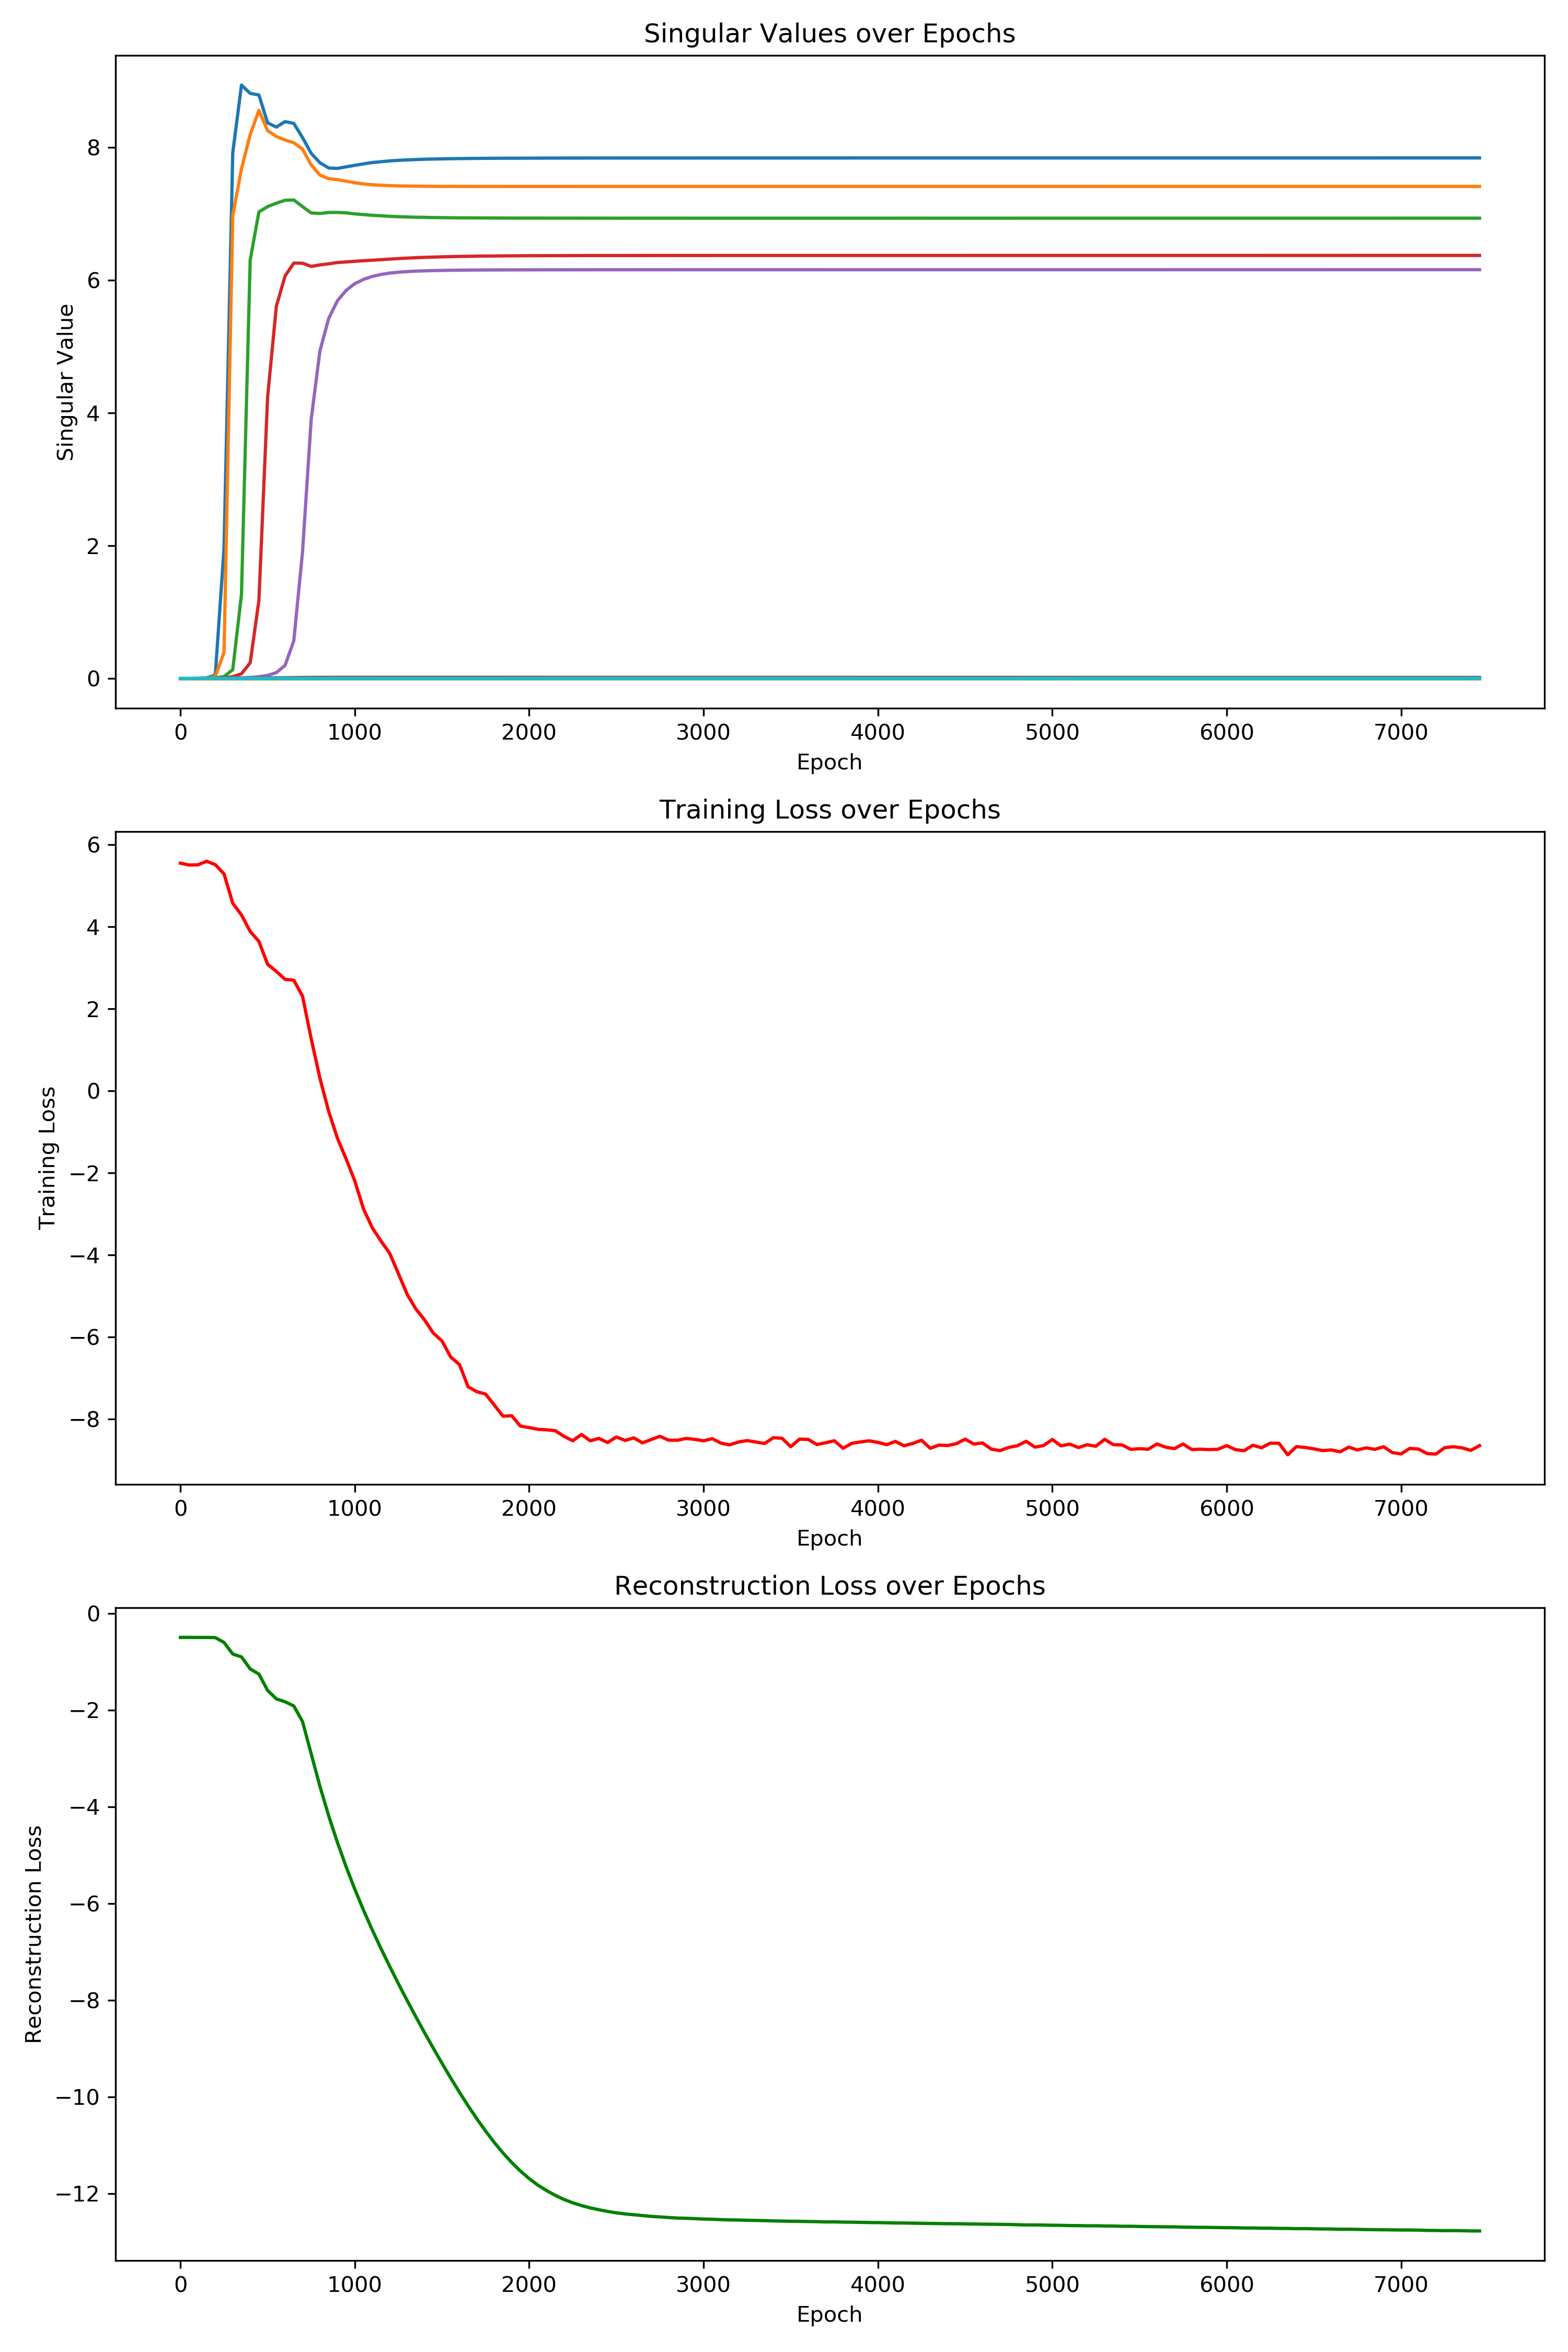 Singular Values over Epochs
Singular Value
8
6
4
2
0
0 1000 2000 3000 4000 5000 6000 7000
Epoch
Training Loss over Epochs
Training Loss
6
4
2
0
−2
−4
−6
−8
0 1000 2000 3000 4000 5000 6000 7000
Epoch
Reconstruction Loss over Epochs
Reconstruction Loss
0
−2
−4
−6
−8
−10
−12
0 1000 2000 3000 4000 5000 6000 7000
Epoch